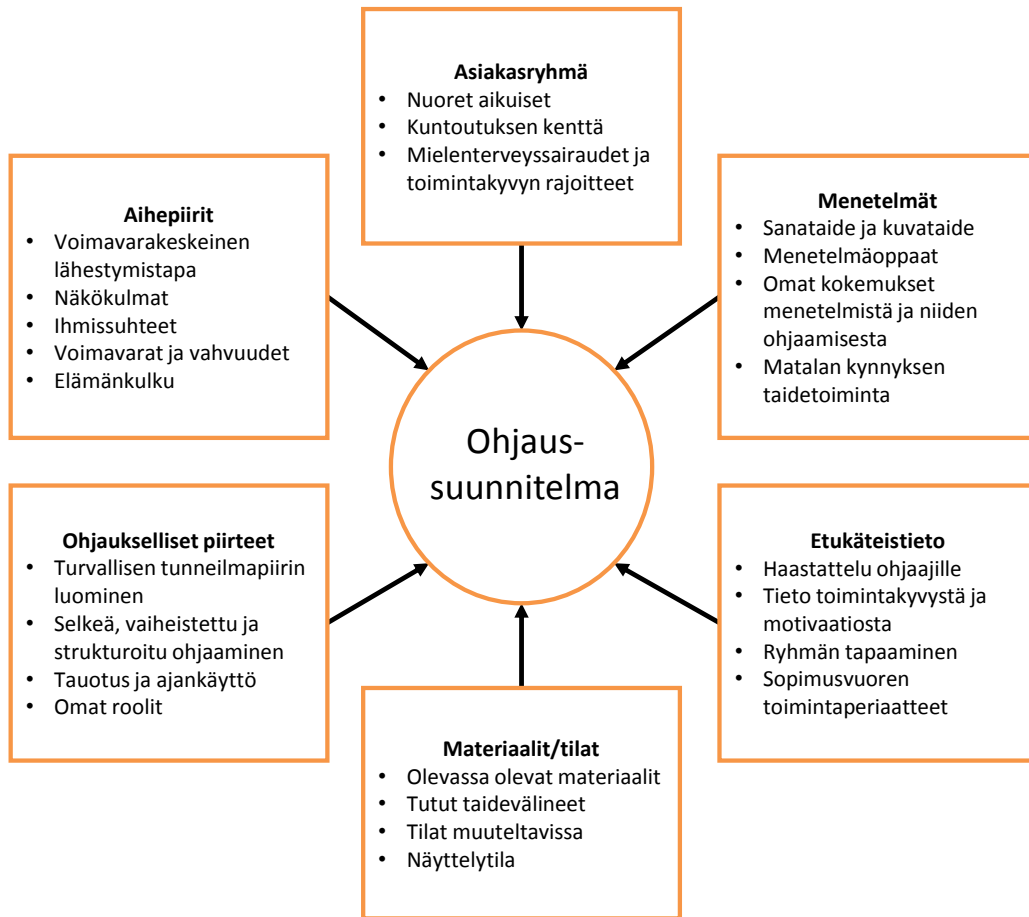 Asiakasryhmä
• Nuoret aikuiset
• Kuntoutuksen kenttä
• Mielenterveyssairaudet ja
toimintakyvyn rajoitteet
Aihepiirit
• Voimavarakeskeinen
lähestymistapa
• Näkökulmat
• Ihmissuhteet
• Voimavarat ja vahvuudet
• Elämänkulku
Menetelmät
• Sanataide ja kuvataide
• Menetelmäoppaat
• Omat kokemukset
menetelmistä ja niiden
ohjaamisesta
• Matalan kynnyksen
taidetoiminta
Ohjaus-
suunnitelma
Ohjaukselliset piirteet
• Turvallisen tunneilmapiirin
luominen
• Selkeä, vaiheistettu ja
strukturoitu ohjaaminen
• Tauotus ja ajankäyttö
• Omat roolit
Etukäteistieto
• Haastattelu ohjaajille
• Tieto toimintakyvystä ja
motivaatiosta
• Ryhmän tapaaminen
• Sopimusvuoren
toimintaperiaatteet
Materiaalit/tilat
• Olevassa olevat materiaalit
• Tutut taidevälineet
• Tilat muuteltavissa
• Näyttelytila